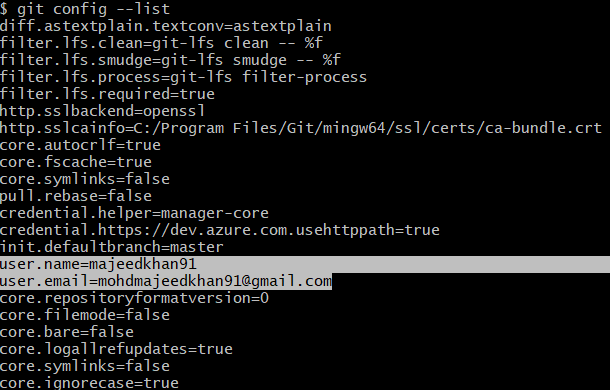 $ git config --list
diff.astextplain.textconv=astextplain
filter.lfs.clean=git-lfs clean -- %f
filter.lfs.smudge=git-lfs smudge -- %f
filter.lfs.process=git-lfs filter-process
filter.lfs.required=true
http.sslbackend=openssl
http.sslcainfo=C:/Program Files/Git/mingw64/ssl/certs/ca-bundle.crt
core.autocrlf=true
core.fscache=true
core.symlinks=false
pull.rebase=false
credential.helper=manager-core
credential.https://dev.azure.com.usehttppath=true
init.defaultbranch=master
user.name=majeedkhan91
user.email=mohdmajeedkhan91@gmail.com
core.repositoryformatversion=0
core.filemode=false
core.bare=false
core.logallrefupdates=true
core.symlinks=false
core.ignorecase=true